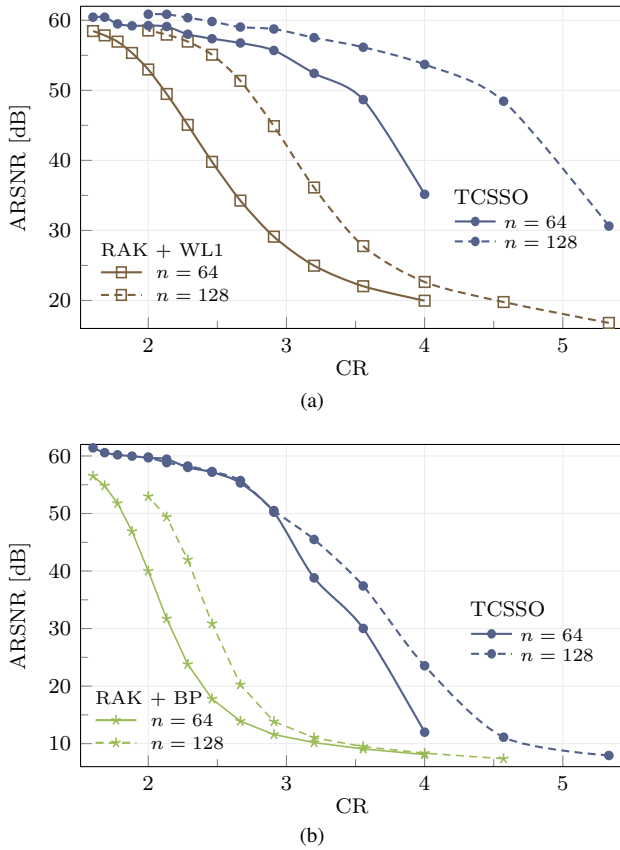 60
50
40
30
20
ARSNR [dB]
TCSSO
n = 64
n = 128
RAK + WL1
n = 64
n = 128
2
3
4
5
CR
(a)
60
50
40
30
20
10
ARSNR [dB]
TCSSO
n = 64
n = 128
RAK + BP
n = 64
n = 128
2
3
4
5
CR
(b)